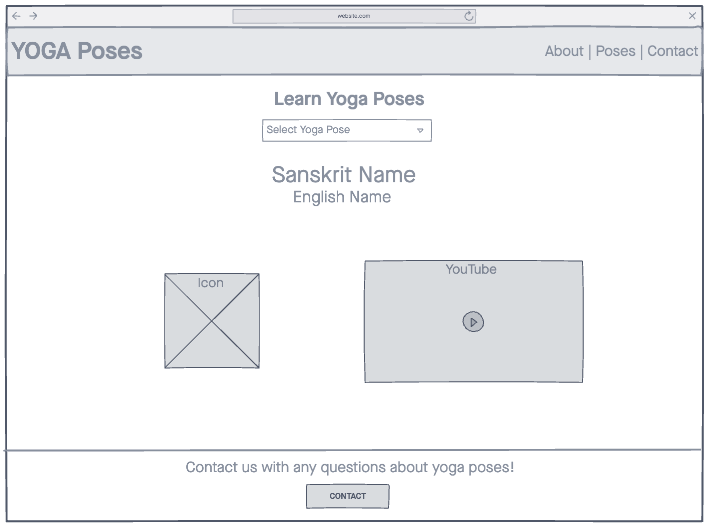 website.com
YOGA Poses
About | Poses | Contact
Learn Yoga Poses
Select Yoga Pose
Sanskrit Name
English Name
Icon
YouTube
Contact us with any questions about yoga poses!
CONTACT